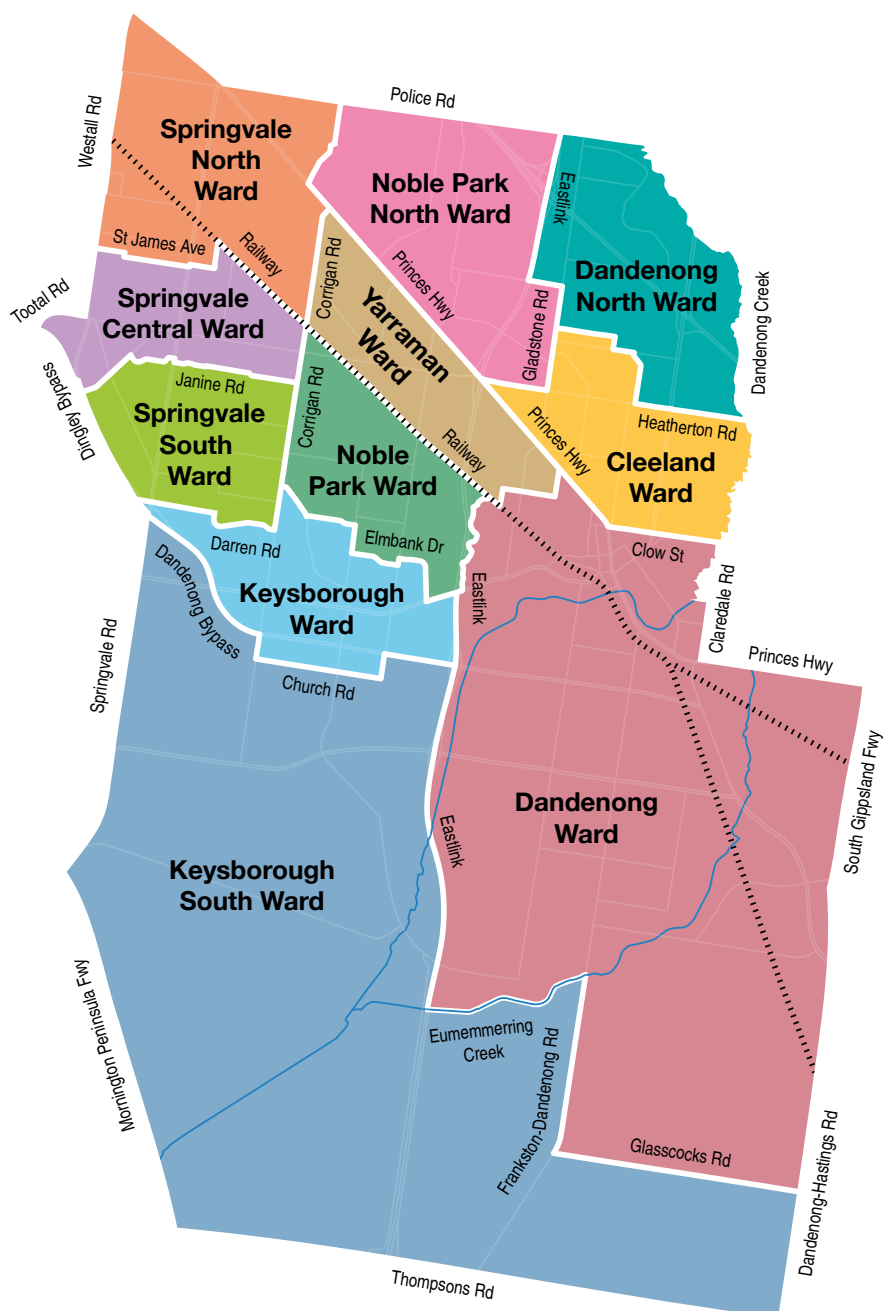 Police Rd
Westall Rd
Springvale
North
Ward
Noble Park
North Ward
Eastlink
St James Ave
Railway
Corrigan Rd
Princes Hwy
Dandenong
North Ward
Dandenong Creek
Tootal Rd
Springvale
Central Ward
Yarraman
Ward
Gladstone Rd
Dingley Bypass
Janine Rd
Springvale
South
Ward
Corrigan Rd
Noble
Park Ward
Railway
Princes Hwy
Heatherton Rd
Cleeland
Ward
Darren Rd
Elmbank Dr
Clow St
Dandenong Bypass
Keysborough
Ward
Eastlink
Claredale Rd
Springvale Rd
Church Rd
Princes Hwy
South Gippsland Fwy
Dandenong
Ward
Eastlink
Keysborough
South Ward
Mornington Peninsula Fwy
Eumemmerring
Creek
Frankston-Dandenong Rd
Glasscocks Rd
Dandenong-Hastings Rd
Thompsons Rd